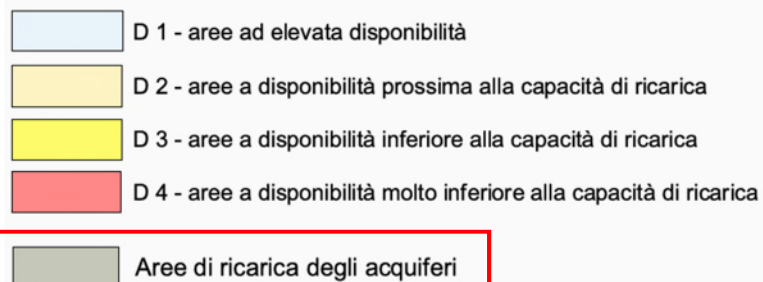 D 1 - aree ad elevata disponibilità
D 2 - aree a disponibilità prossima alla capacità di ricarica
D 3 - aree a disponibilità inferiore alla capacità di ricarica
D 4 - aree a disponibilità molto inferiore alla capacità di ricarica
Aree di ricarica degli acquiferi